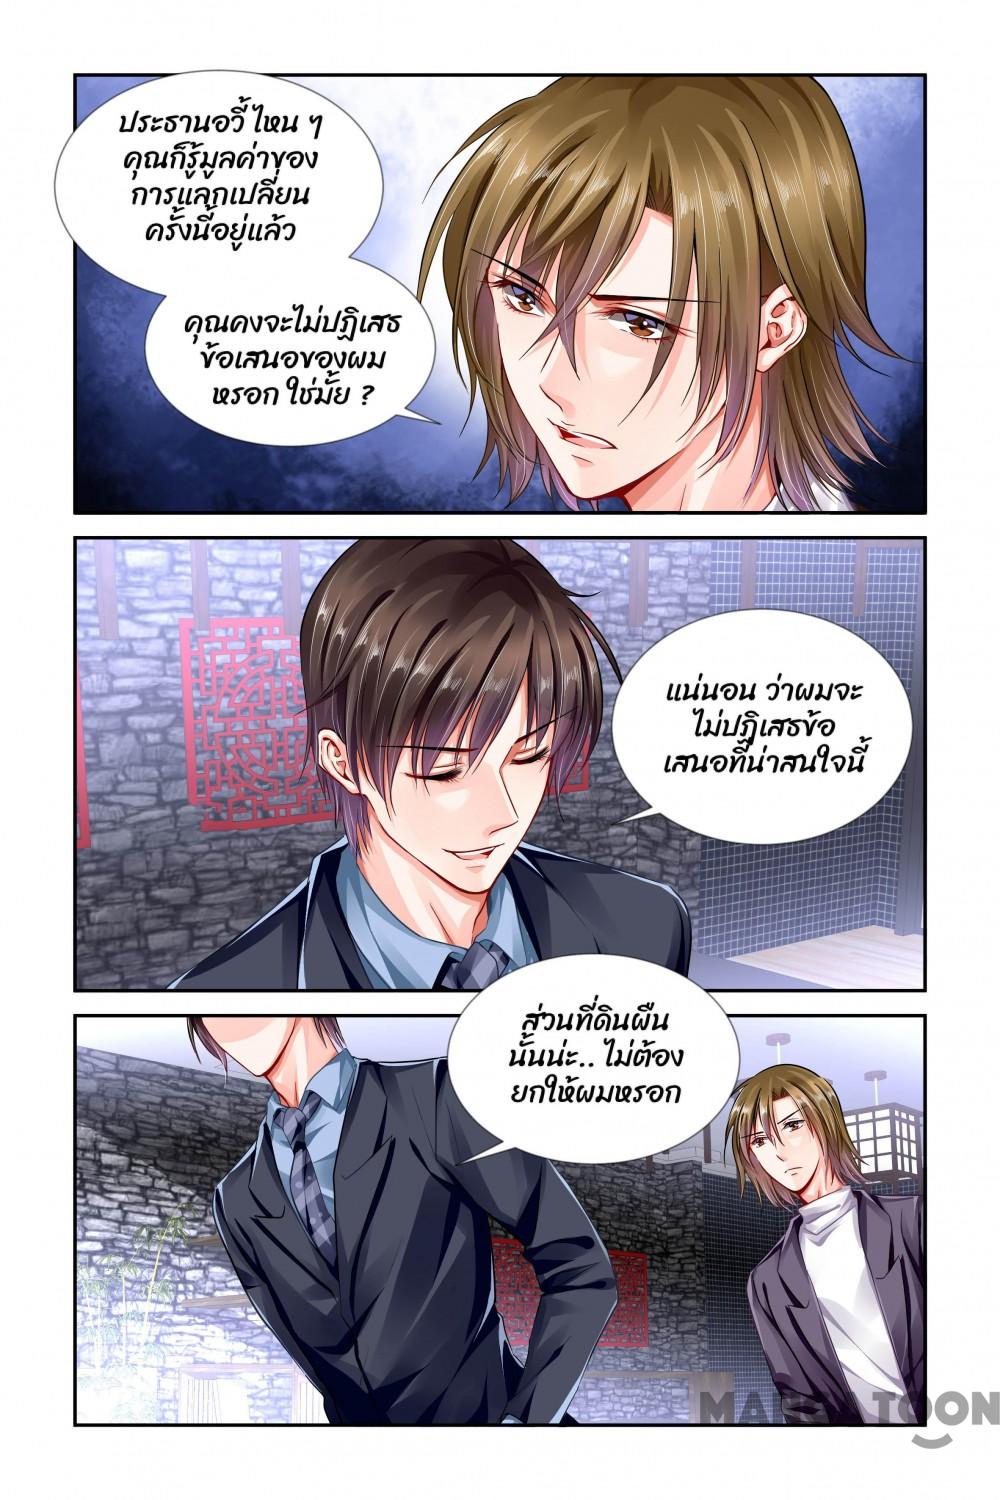 ประธานอวี้ ไหน ๆ
คุณก็รู้มูลค่าของ
การแลกเปลี่ยน
ครั้งนี้อยู่แล้ว
คุณคงจะไม่ปฏิเสธ
ข้อเสนอของผม
หรอก ใช่มั้ย ?
แน่นอน ว่าผมจะ
ไม่ปฏิเสธข้อ
เสนอที่น่าสนใจนี้
ส่วนที่ดินผืน
นั้นน่ะ.. ไม่ต้อง
ยกให้ผมหรอก
MANGA TOON